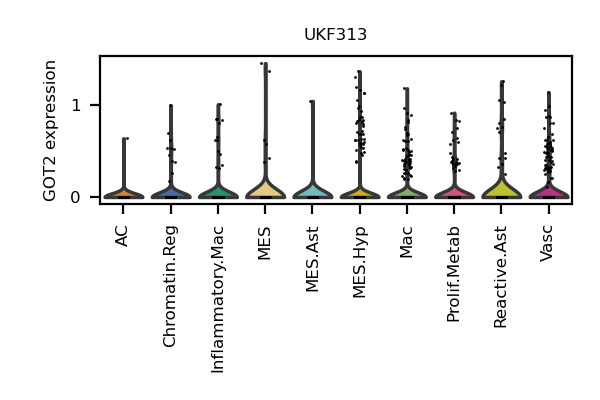 UKF313
GOT2 expression
1
0
AC
Chromatin.Reg
Inflammatory.Mac
MES
MES.Ast
MES.Hyp
Mac
Prolif.Metab
Reactive.Ast
Vasc